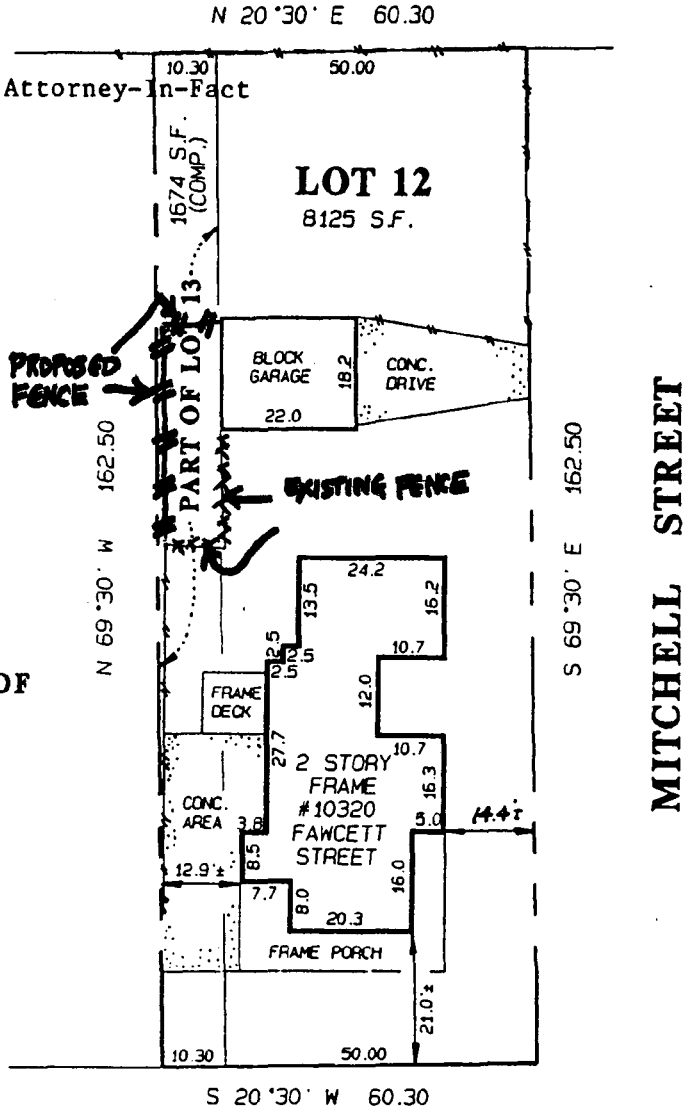 N 20°30' E 60.30
10.30
50.00
Attorney-In-Fact
1674 S.F.
(COMP.)
LOT 12
8125 S.F.
PART OF LOT 13
PROPOSED
FENCE
BLOCK
GARAGE
18.2
22.0
CONC.
DRIVE
N 69°30' W 162.50
S 69°30' E 162.50
MITCHELL STREET
EXISTING FENCE
24.2
13.5
16.2
2.5
2.5
2.5
10.7
12.0
10.7
OF
FRAME
DECK
27.7
2 STORY
FRAME
#10320
FAWCETT
STREET
16.3
CONC.
AREA
3.8
5.0
14.4'±
12.9'±
8.5
7.7
8.0
16.0
20.3
FRAME PORCH
21.0'±
10.30
50.00
S 20°30' W 60.30